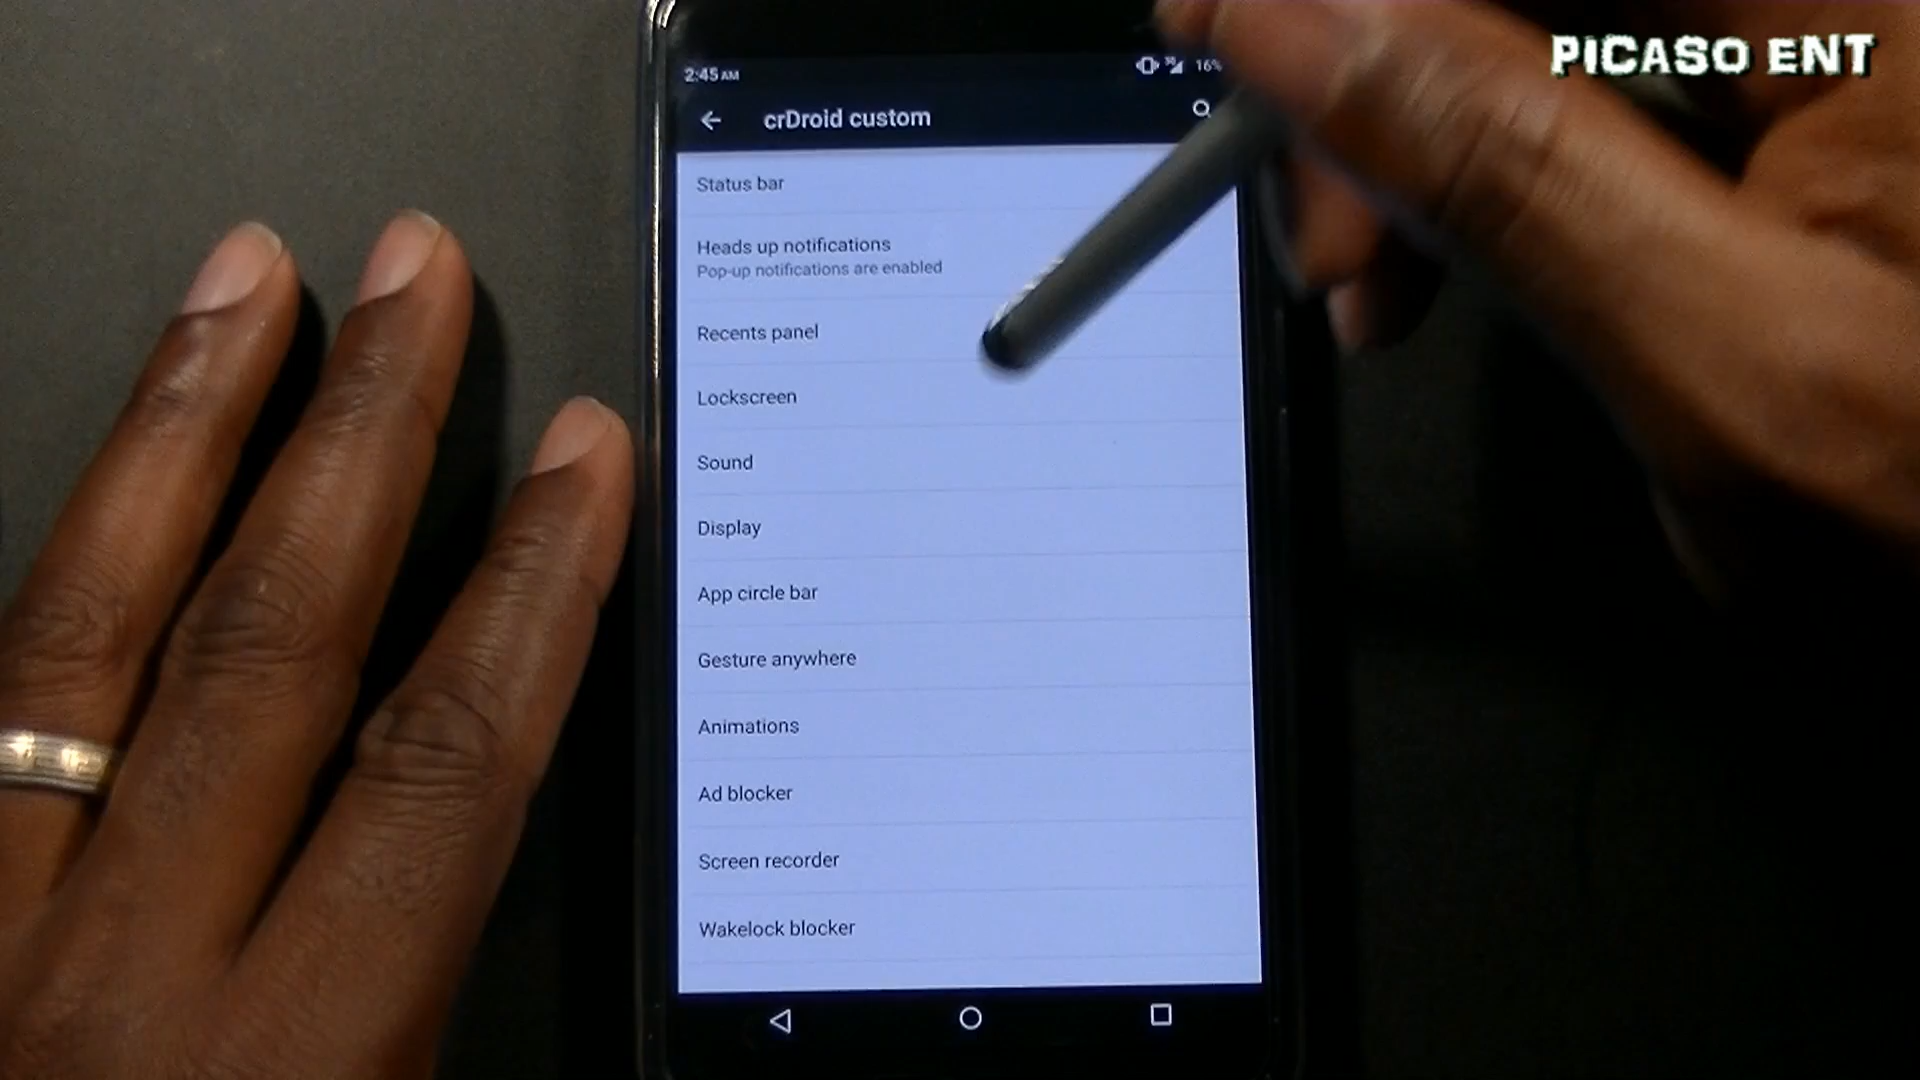 PICASO ENT
2:45 AM
3G
16%
crDroid custom
Status bar
Heads up notifications
Pop-up notifications are enabled
Recents panel
Lockscreen
Sound
Display
App circle bar
Gesture anywhere
Animations
Ad blocker
Screen recorder
Wakelock blocker